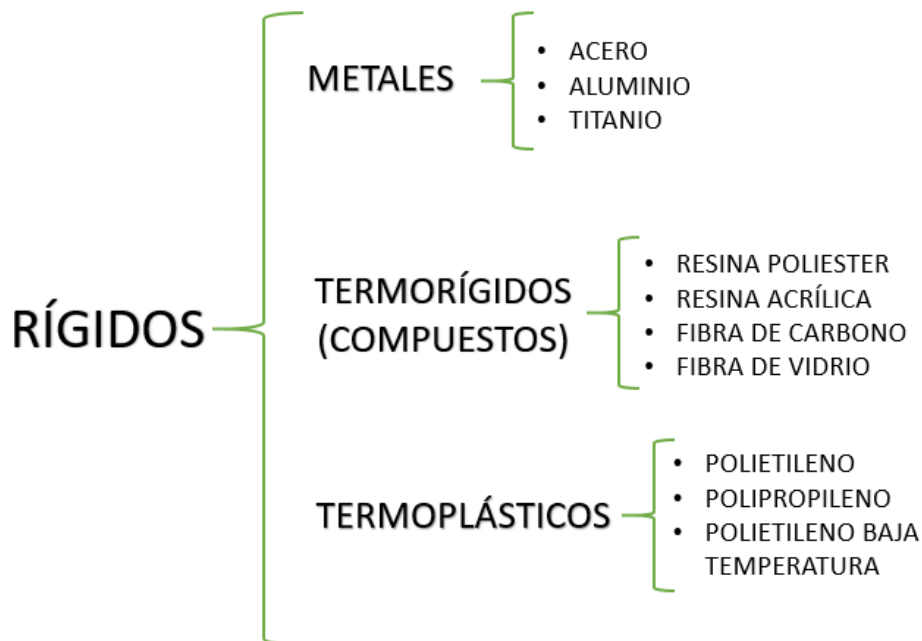 RÍGIDOS
METALES
• ACERO
• ALUMINIO
• TITANIO
TERMORÍGIDOS
(COMPUESTOS)
• RESINA POLIESTER
• RESINA ACRÍLICA
• FIBRA DE CARBONO
• FIBRA DE VIDRIO
TERMOPLÁSTICOS
• POLIETILENO
• POLIPROPILENO
• POLIETILENO BAJA
TEMPERATURA